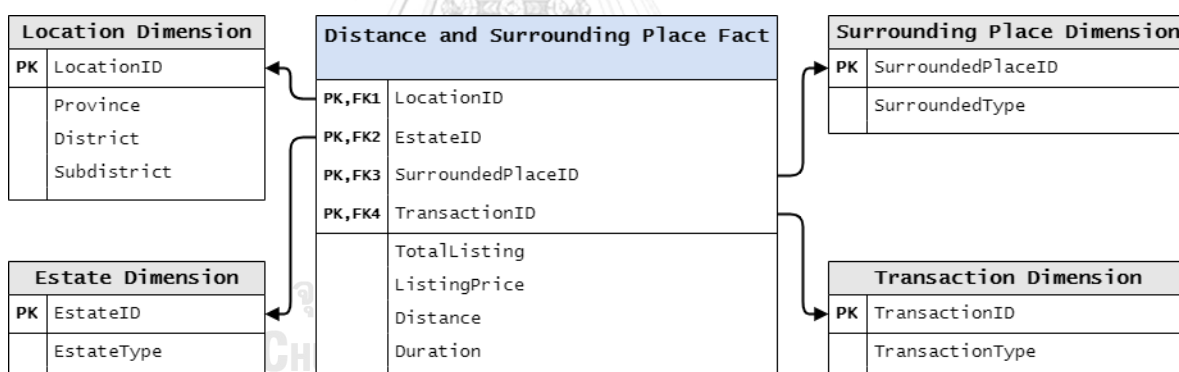 Location Dimension
PK LocationID
Province
District
Subdistrict
Estate Dimension
PK EstateID
EstateType
Distance and Surrounding Place Fact
PK,FK1 LocationID
PK,FK2 EstateID
PK,FK3 SurroundedPlaceID
PK,FK4 TransactionID
TotalListing
ListingPrice
Distance
Duration
Surrounding Place Dimension
PK SurroundedPlaceID
SurroundedType
Transaction Dimension
PK TransactionID
TransactionType